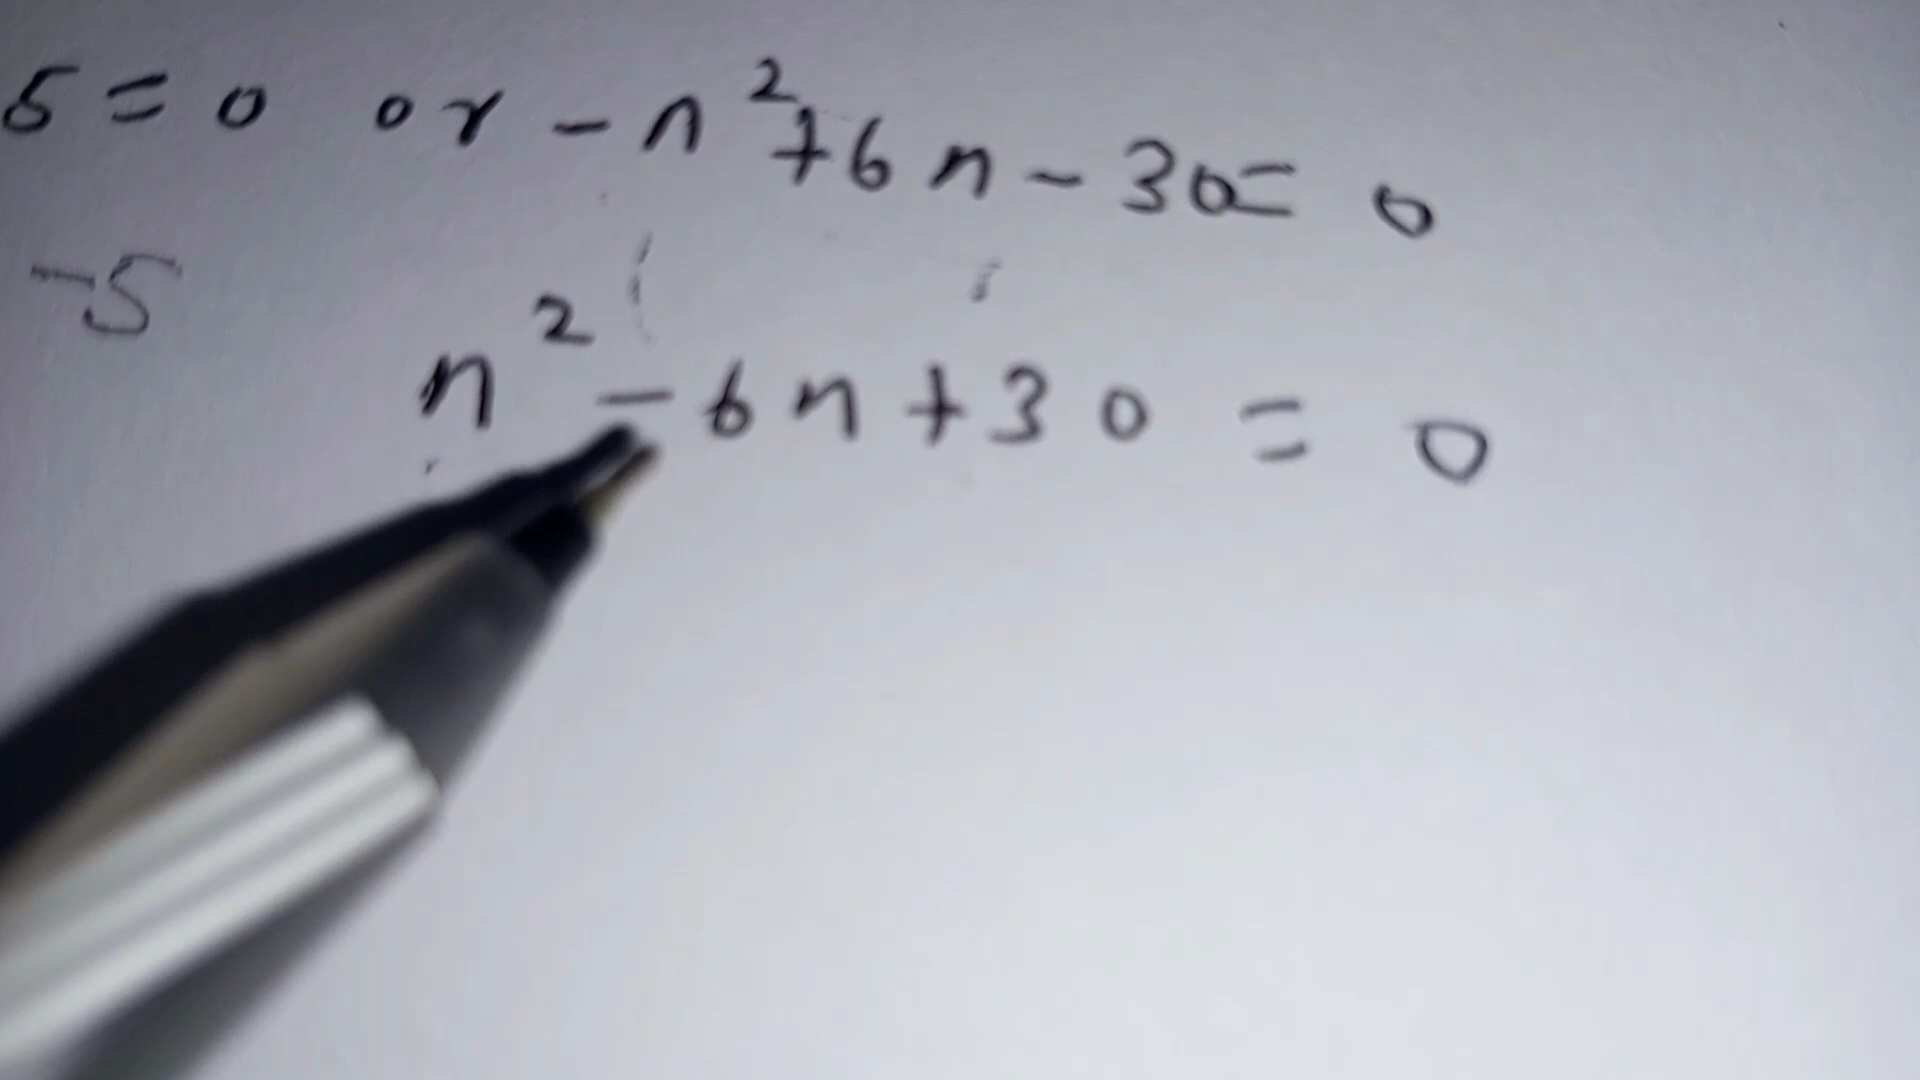 5 = 0 or - n² + 6n - 30 = 0
-5
n² - 6n + 30 = 0